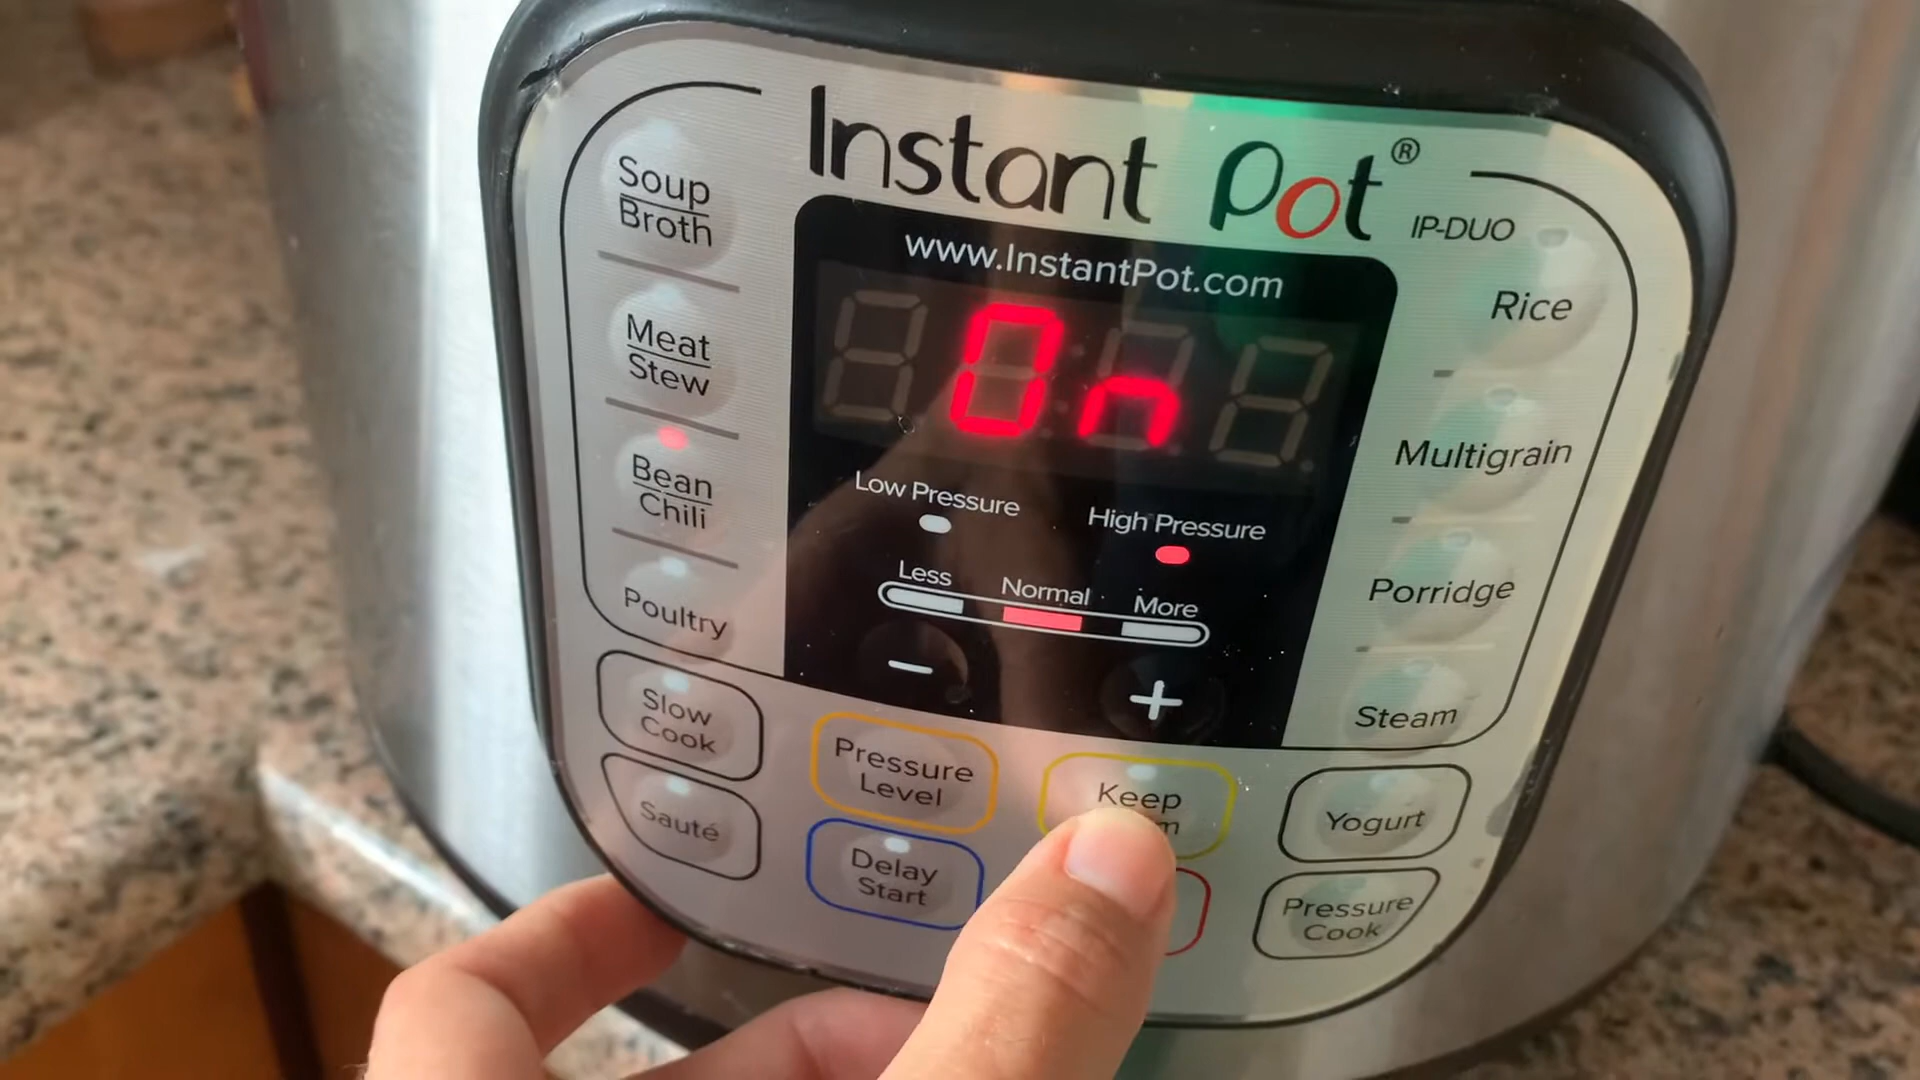 Instant Pot®
IP-DUO
www.InstantPot.com
On
Soup
Broth
Meat
Stew
Bean
Chili
Poultry
Slow
Cook
Sauté
Low Pressure
High Pressure
Less
Normal
More
−
+
Pressure
Level
Delay
Start
Keep
Rice
Multigrain
Porridge
Steam
Yogurt
Pressure
Cook